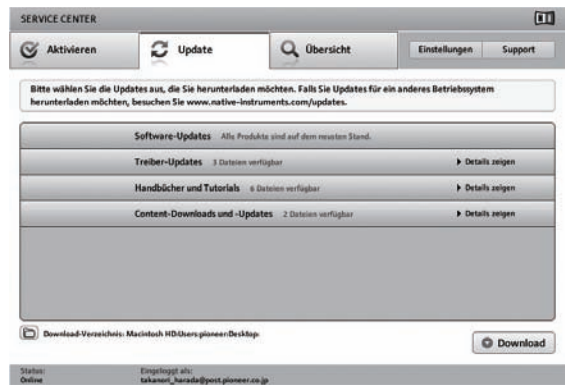 SERVICE CENTER
Aktivieren
Update
Übersicht
Einstellungen
Support
Bitte wählen Sie die Updates aus, die Sie herunterladen möchten. Falls Sie Updates für ein anderes Betriebssystem
herunterladen möchten, besuchen Sie www.native-instruments.com/updates.
Software-Updates Alle Produkte sind auf dem neusten Stand.
Treiber-Updates 3 Dateien verfügbar Details zeigen
Handbücher und Tutorials 6 Dateien verfügbar Details zeigen
Content-Downloads und -Updates 2 Dateien verfügbar Details zeigen
Download-Verzeichnis: Macintosh HD:Users:pioneer:Desktop:
Download
Status: Eingeloggt als:
Online takanori_harada@post.pioneer.co.jp